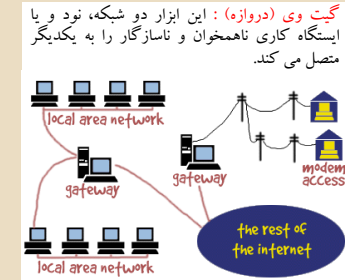 گیت وی (دروازه) : این ابزار دو شبکه، نود و یا
ایستگاه کاری ناهمخوان و ناسازگار را به یکدیگر
متصل می کند.
local area network
gateway
gateway
modem
access
the rest of
the internet
local area network